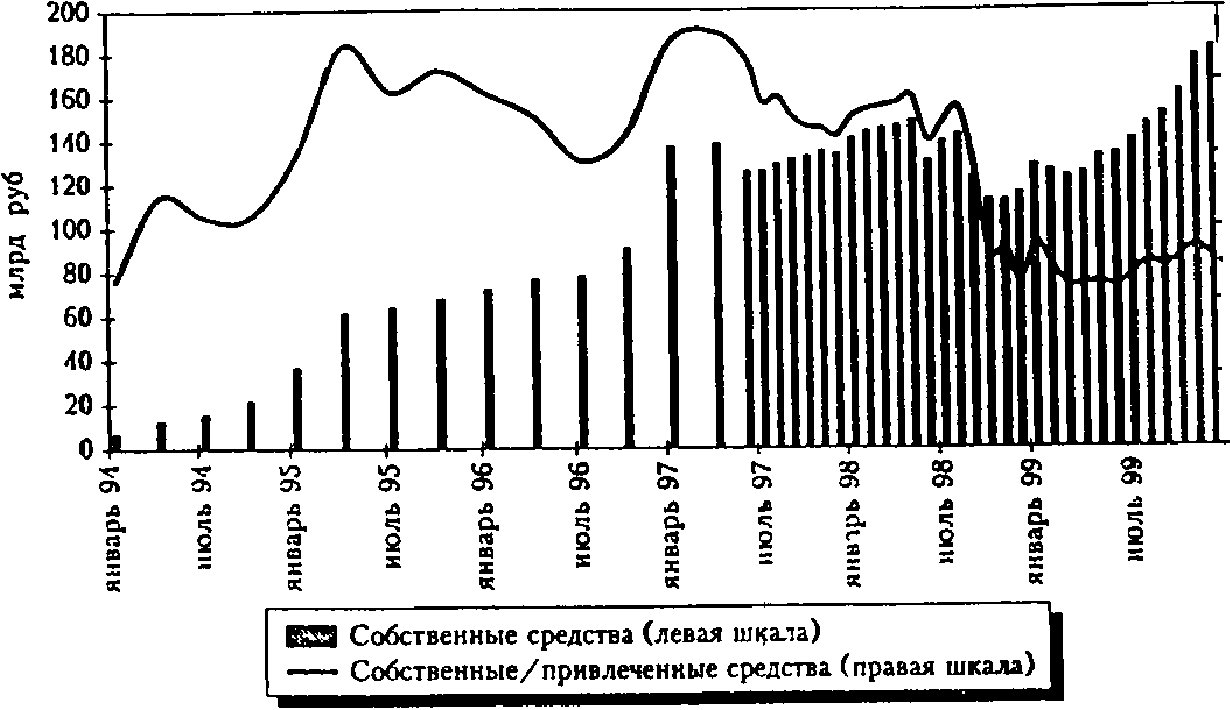 200
180
160
140
120
100
80
60
40
20
0
млрд руб
январь 94
июль 94
январь 95
июль 95
январь 96
июль 96
январь 97
июль 97
январь 98
июль 98
январь 99
июль 99
Собственные средства (левая шкала)
Собственные/привлеченные средства (правая шкала)